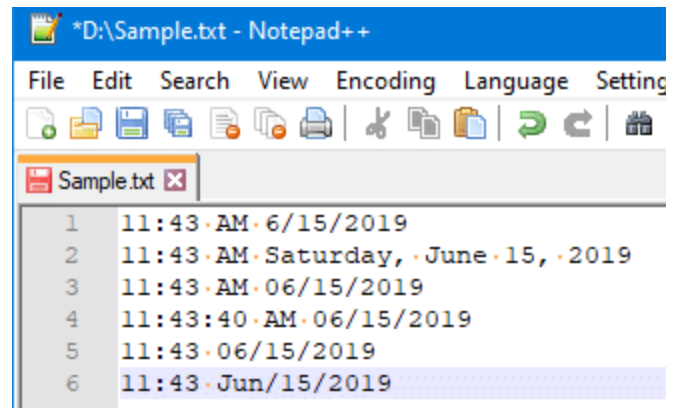 *D:\Sample.txt - Notepad++
File Edit Search View Encoding Language Setting
Sample.txt
1 11:43·AM·6/15/2019
2 11:43·AM·Saturday,·June·15,·2019
3 11:43·AM·06/15/2019
4 11:43:40·AM·06/15/2019
5 11:43·06/15/2019
6 11:43·Jun/15/2019